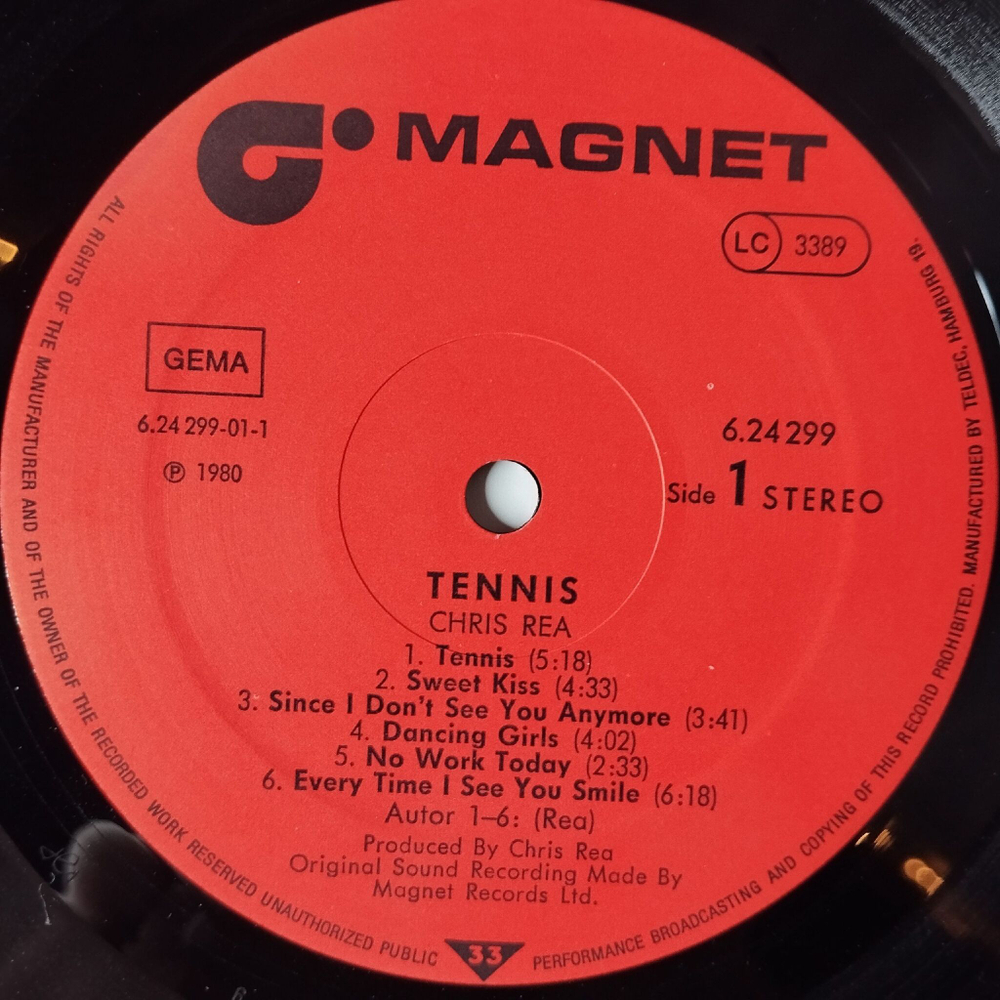 MAGNET
LC 3389
GEMA
6.24 299-01-1
℗ 1980
6.24299
Side 1 STEREO
TENNIS
CHRIS REA
1. Tennis (5:18)
2. Sweet Kiss (4:33)
3. Since I Don't See You Anymore (3:41)
4. Dancing Girls (4:02)
5. No Work Today (2:33)
6. Every Time I See You Smile (6:18)
Autor 1–6: (Rea)
Produced By Chris Rea
Original Sound Recording Made By
Magnet Records Ltd.
33
ALL RIGHTS OF THE MANUFACTURER AND OF THE OWNER OF THE RECORDED WORK RESERVED UNAUTHORIZED PUBLIC PERFORMANCE BROADCASTING AND COPYING OF THIS RECORD PROHIBITED. MANUFACTURED BY TELDEC, HAMBURG 19.